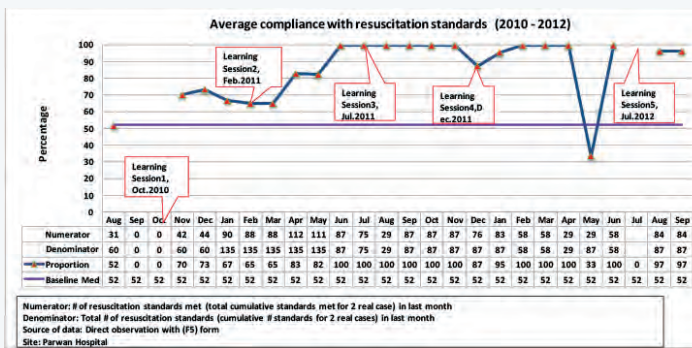 Average compliance with resuscitation standards (2010 - 2012)
Percentage
100
90
80
70
60
50
40
30
20
10
0
Learning
Session1,
Oct.2010
Learning
Session2,
Feb.2011
Learning
Session3,
Jul.2011
Learning
Session4,D
ec.2011
Learning
Session5,
Jul.2012
Aug Sep Oct Nov Dec Jan Feb Mar Apr May Jun Jul Aug Sep Oct Nov Dec Jan Feb Mar Apr May Jun Jul Aug Sep
Numerator 31 0 0 42 44 90 88 88 112 111 87 75 29 87 87 87 76 83 58 58 29 29 58 84 84
Denominator 60 0 0 60 60 135 135 135 135 135 87 75 29 87 87 87 87 87 58 58 29 87 58 87 87
Proportion 52 0 0 70 73 67 65 65 83 82 100 100 100 100 100 100 87 95 100 100 100 33 100 0 97 97
Baseline Med 52 52 52 52 52 52 52 52 52 52 52 52 52 52 52 52 52 52 52 52 52 52 52 52 52 52
Numerator: # of resuscitation standards met (total cumulative standards met for 2 real case) in last month
Denominator: Total # of resuscitation standards (cumulative # standards for 2 real cases) in last month
Source of data: Direct observation with (F5) form
Site: Parwan Hospital